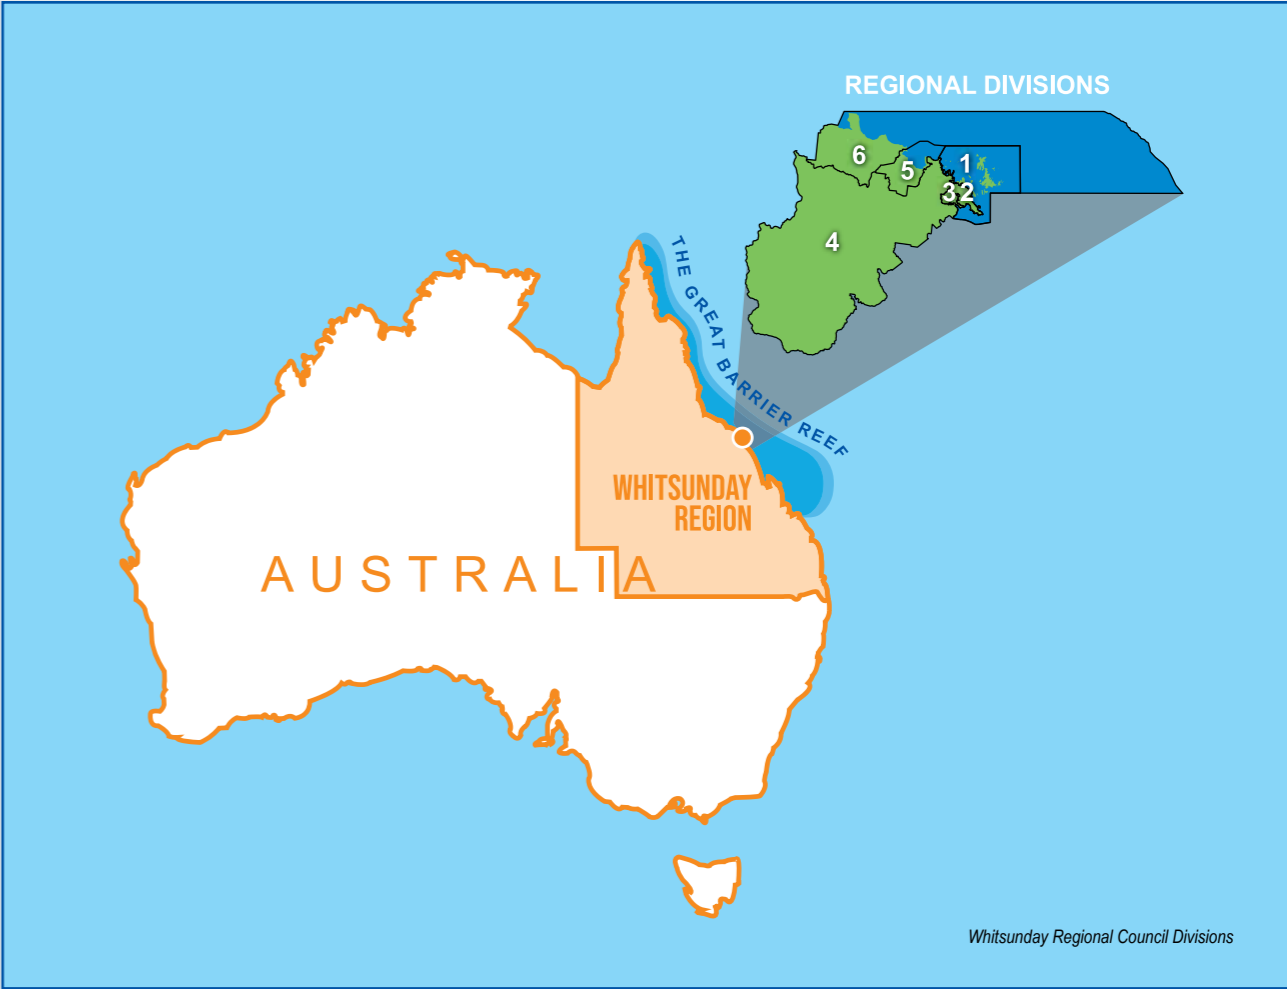 REGIONAL DIVISIONS
6
5
1
3 2
4
THE GREAT BARRIER REEF
WHITSUNDAY
REGION
AUSTRALIA
Whitsunday Regional Council Divisions